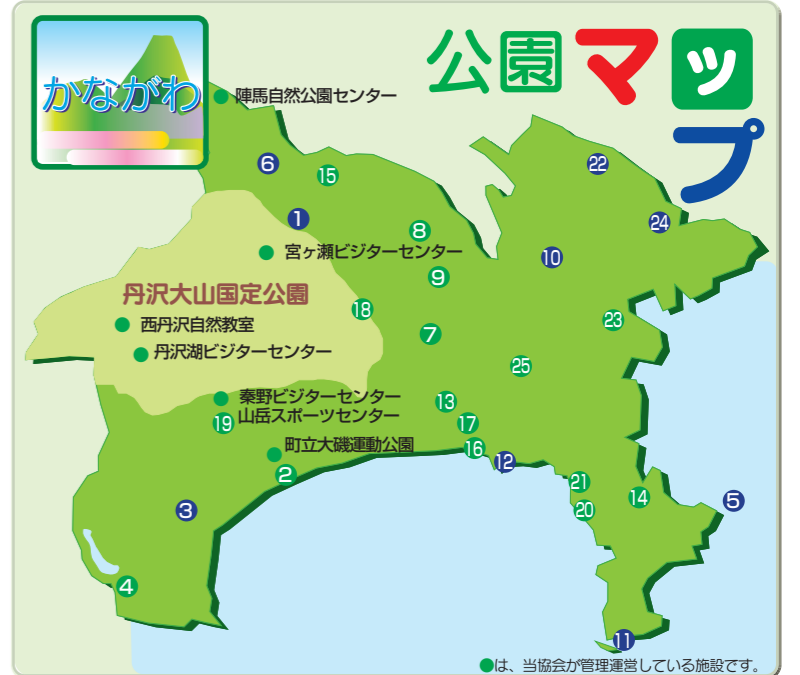 かながわ
公園マップ
陣馬自然公園センター
6
15
22
1
8
24
宮ヶ瀬ビジターセンター
10
9
丹沢大山国定公園
18
西丹沢自然教室
23
7
丹沢湖ビジターセンター
25
秦野ビジターセンター
13
19 山岳スポーツセンター
17
町立大磯運動公園
16
12
2
21
14
5
3
20
4
11
●は、当協会が管理運営している施設です。